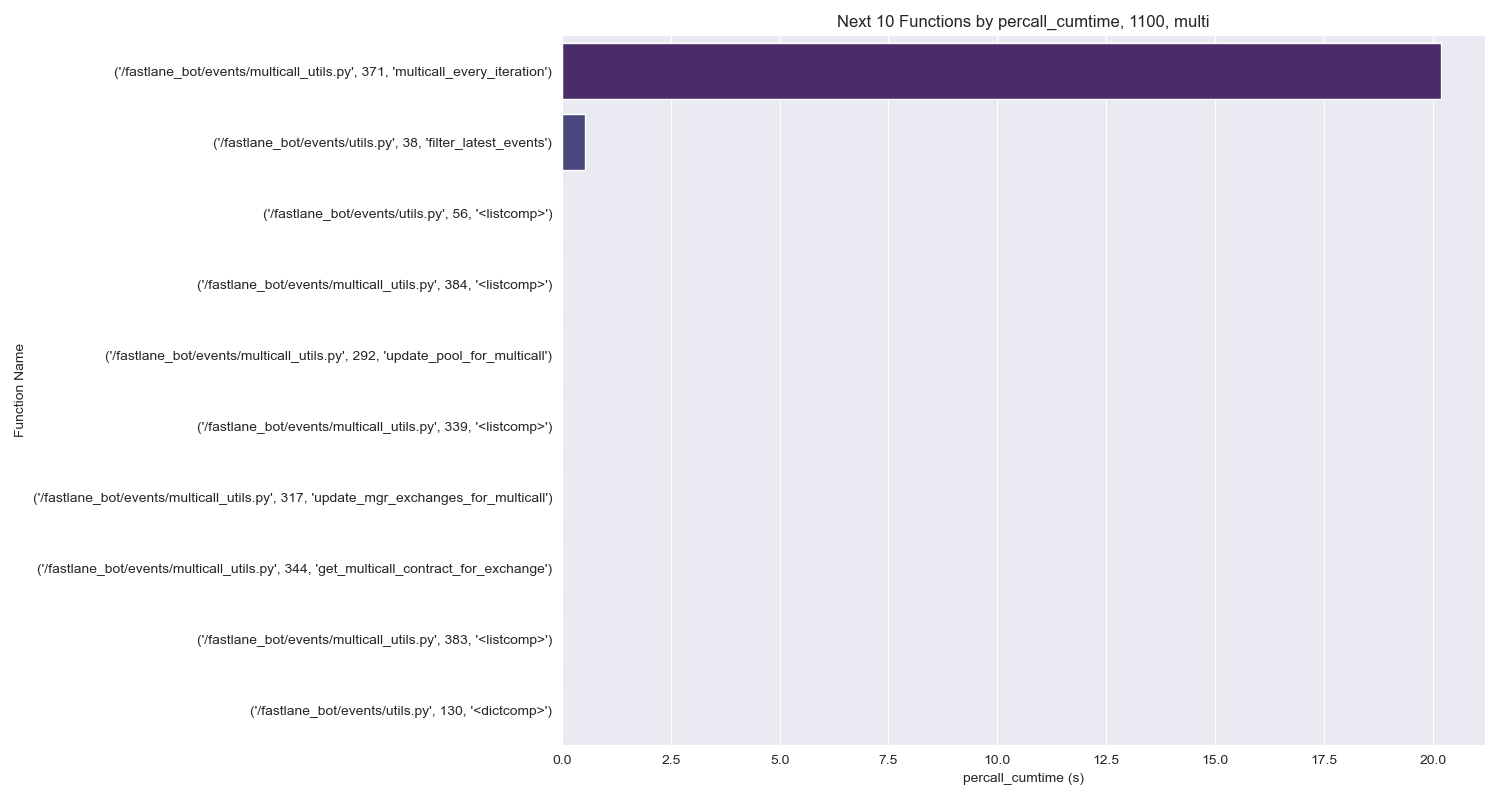 Next 10 Functions by percall_cumtime, 1100, multi
('/fastlane_bot/events/multicall_utils.py', 371, 'multicall_every_iteration')
('/fastlane_bot/events/utils.py', 38, 'filter_latest_events')
('/fastlane_bot/events/utils.py', 56, '<listcomp>')
('/fastlane_bot/events/multicall_utils.py', 384, '<listcomp>')
('/fastlane_bot/events/multicall_utils.py', 292, 'update_pool_for_multicall')
('/fastlane_bot/events/multicall_utils.py', 339, '<listcomp>')
('/fastlane_bot/events/multicall_utils.py', 317, 'update_mgr_exchanges_for_multicall')
('/fastlane_bot/events/multicall_utils.py', 344, 'get_multicall_contract_for_exchange')
('/fastlane_bot/events/multicall_utils.py', 383, '<listcomp>')
('/fastlane_bot/events/utils.py', 130, '<dictcomp>')
Function Name
0.0 2.5 5.0 7.5 10.0 12.5 15.0 17.5 20.0
percall_cumtime (s)